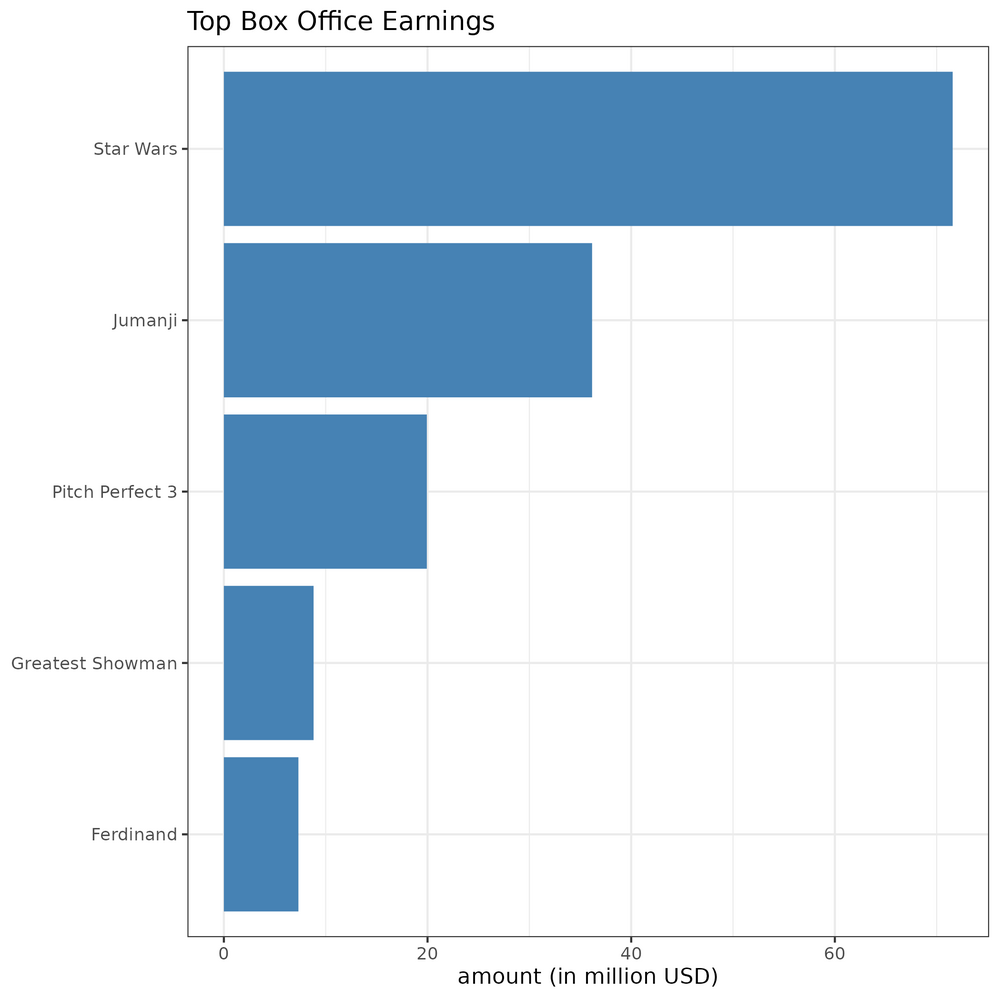 Top Box Office Earnings
Star Wars
Jumanji
Pitch Perfect 3
Greatest Showman
Ferdinand
0 20 40 60
amount (in million USD)